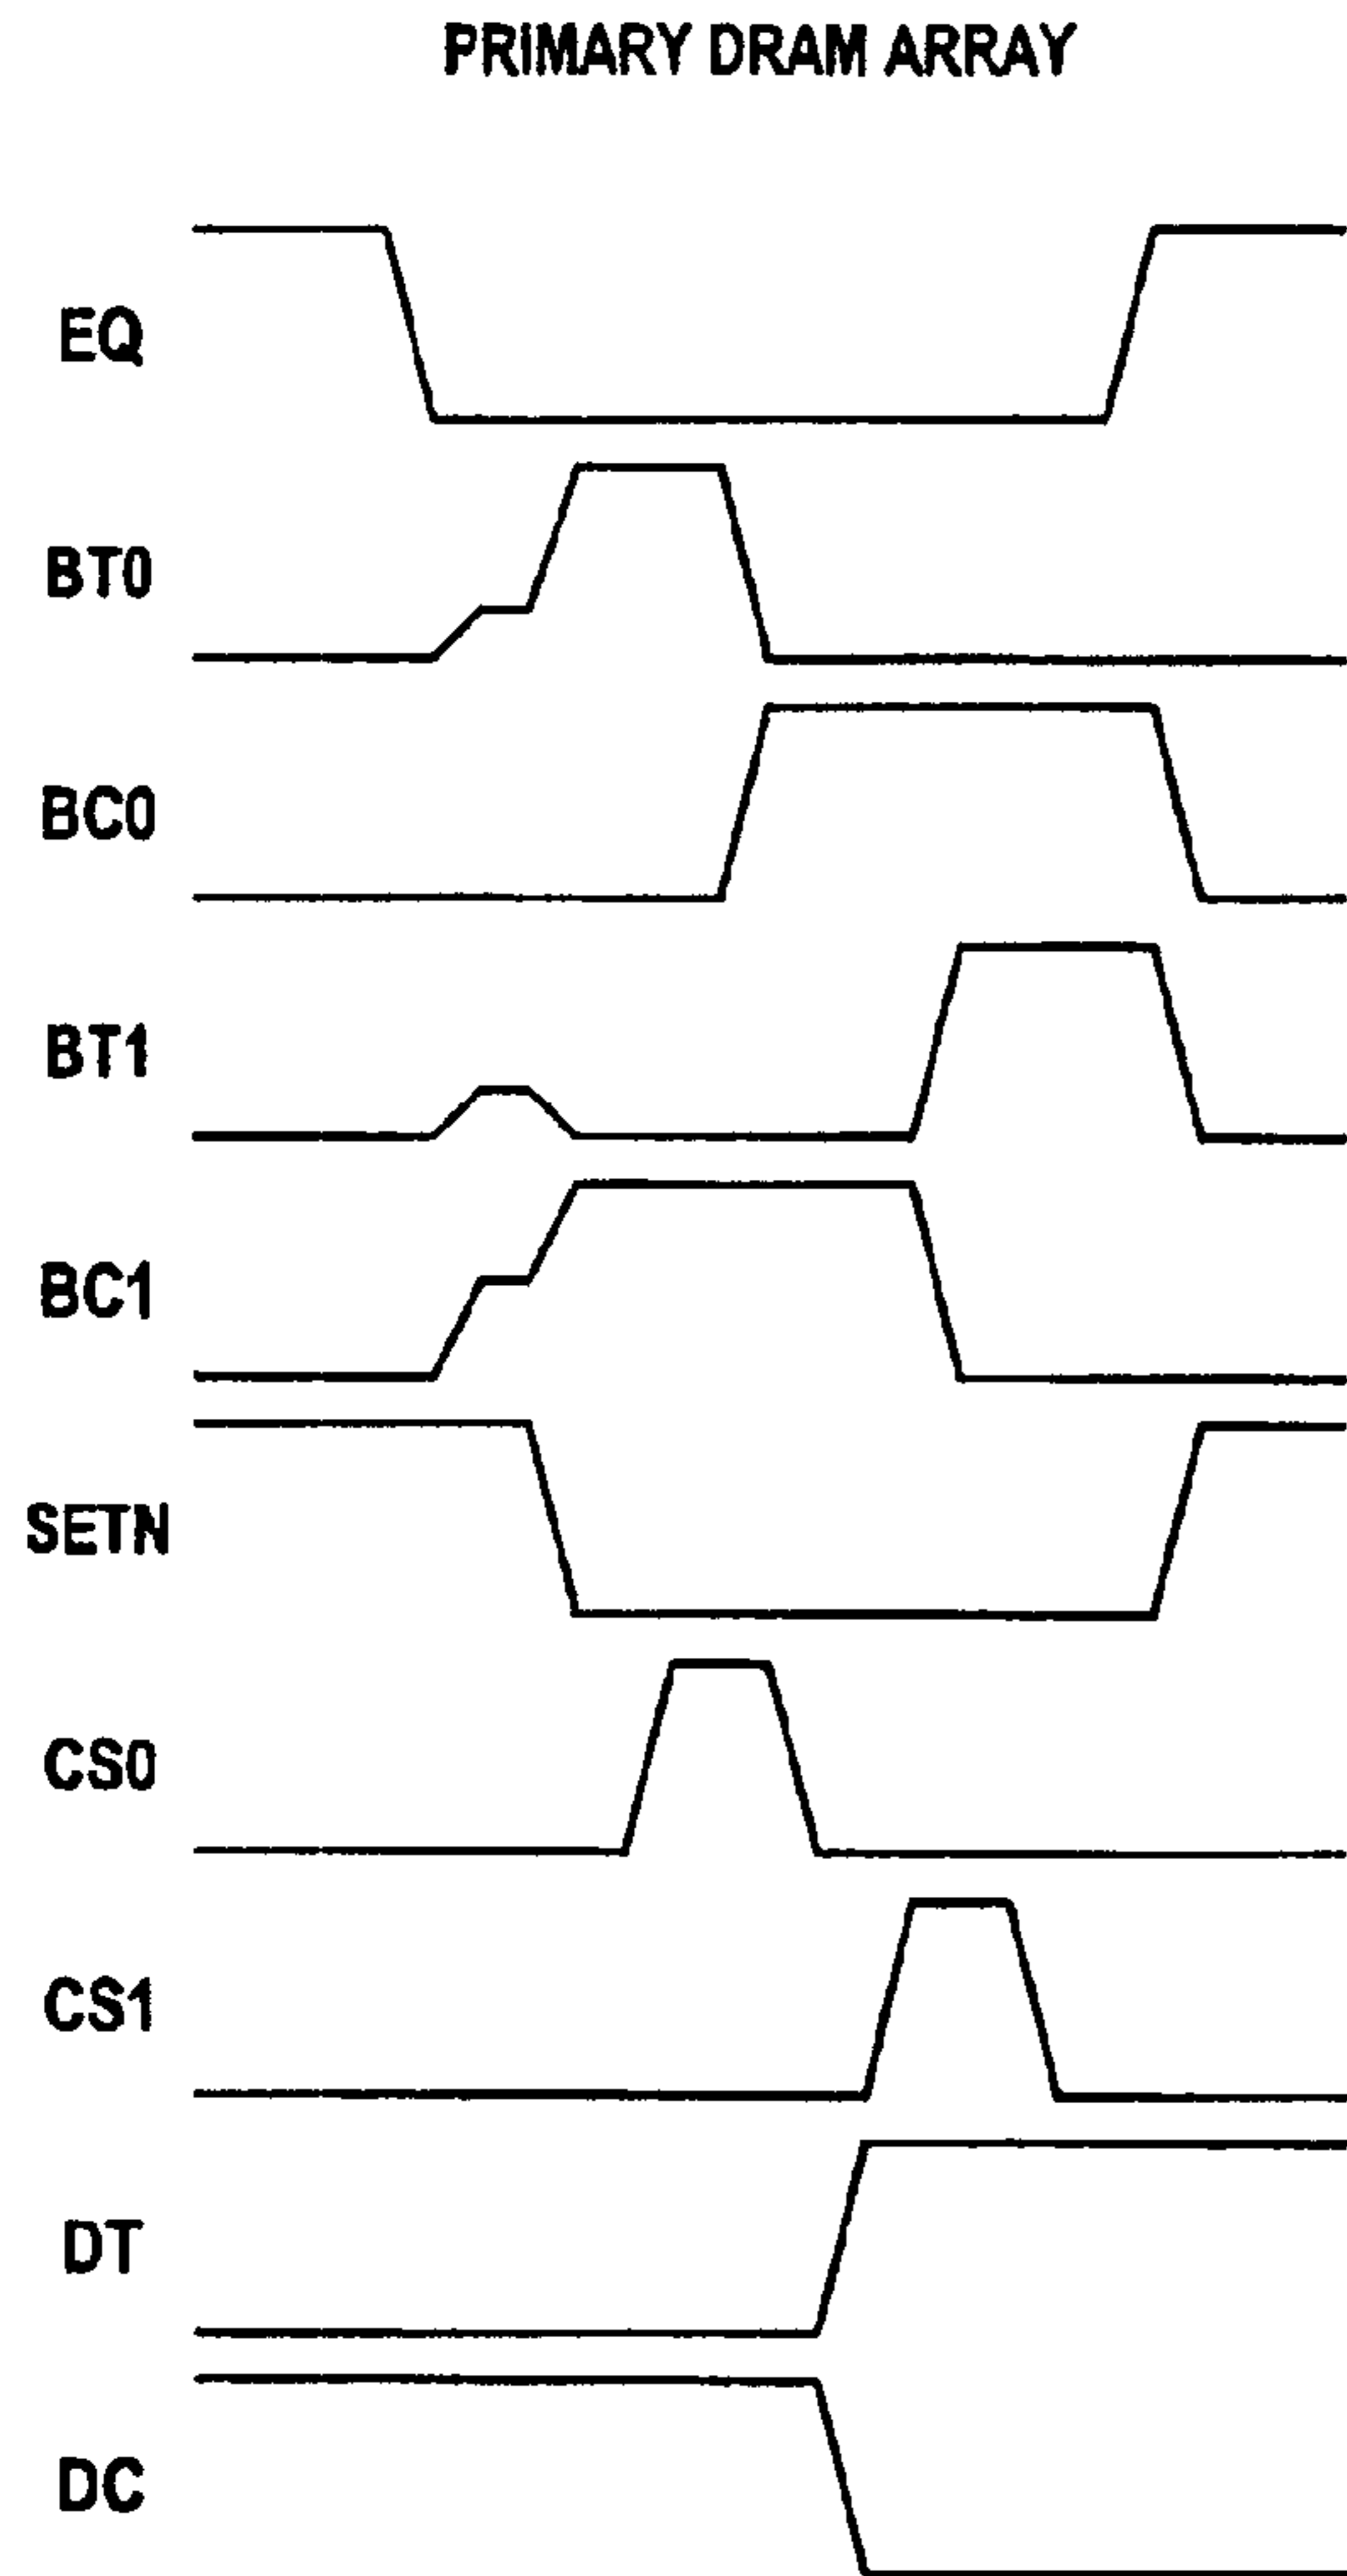 PRIMARY DRAM ARRAY
EQ
BT0
BC0
BT1
BC1
SETN
CS0
CS1
DT
DC